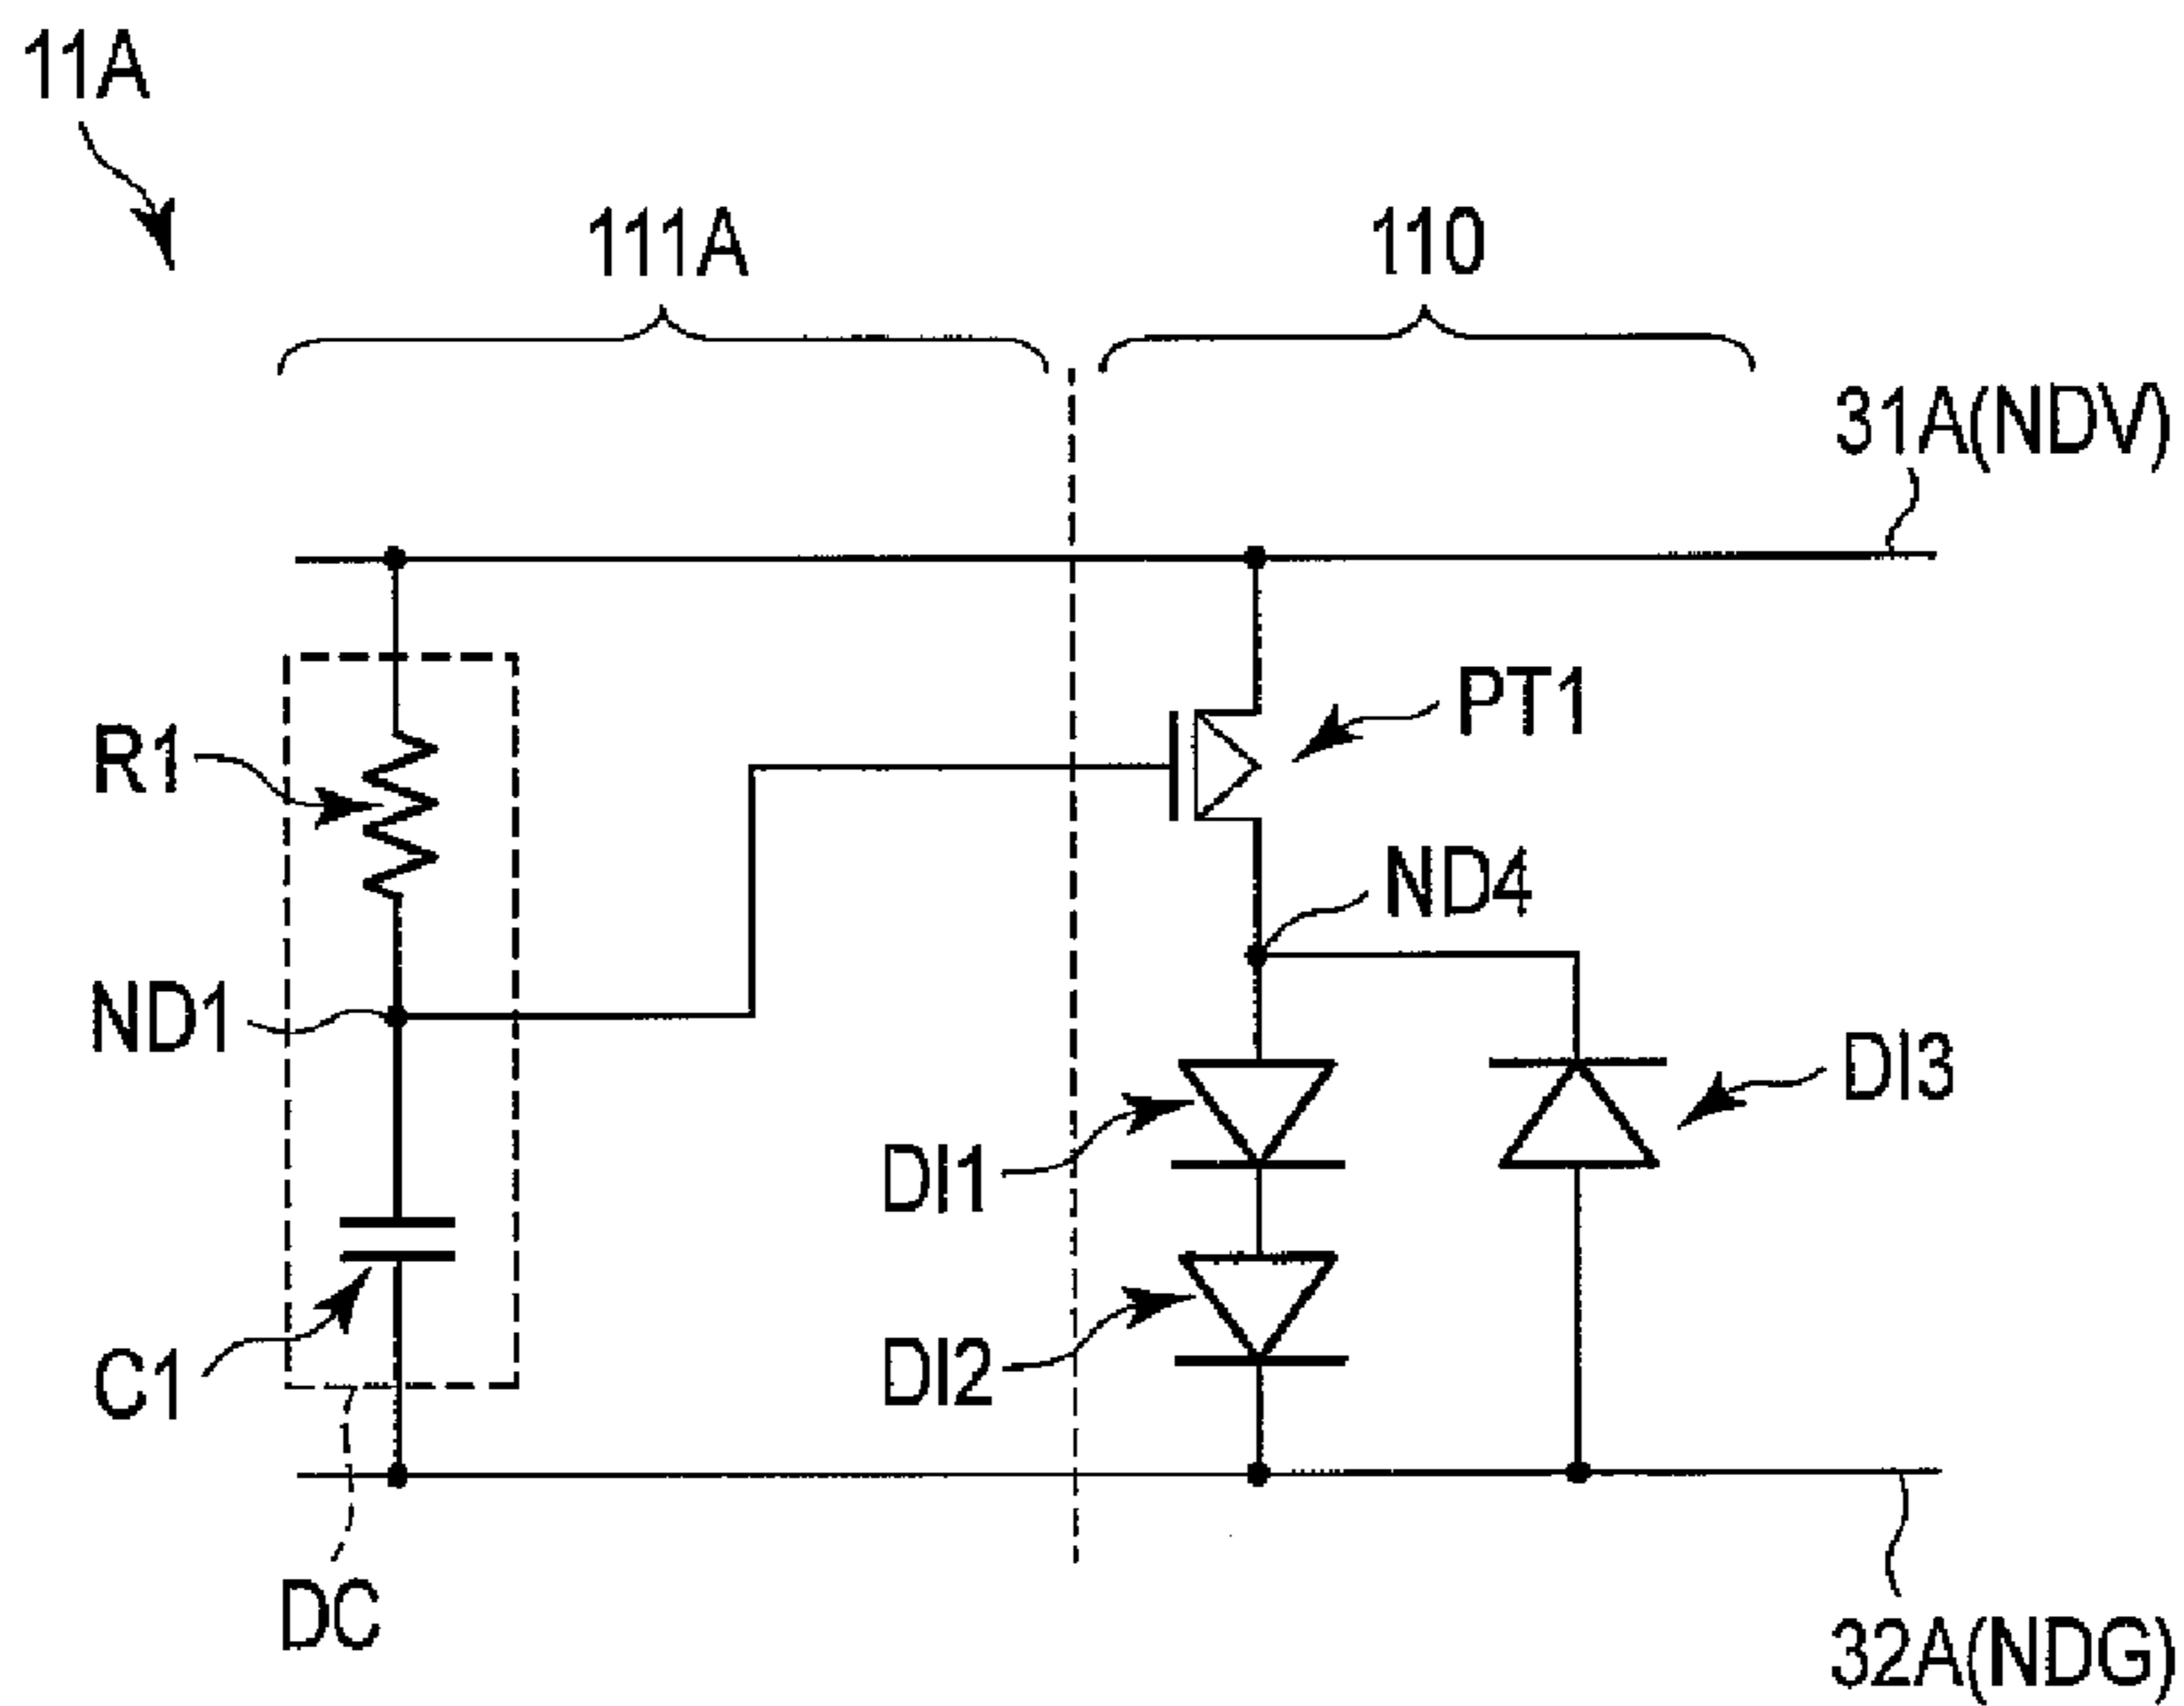 11A
111A
110
31A(NDV)
R1
PT1
ND4
ND1
DI3
DI1
DI2
C1
DC
32A(NDG)